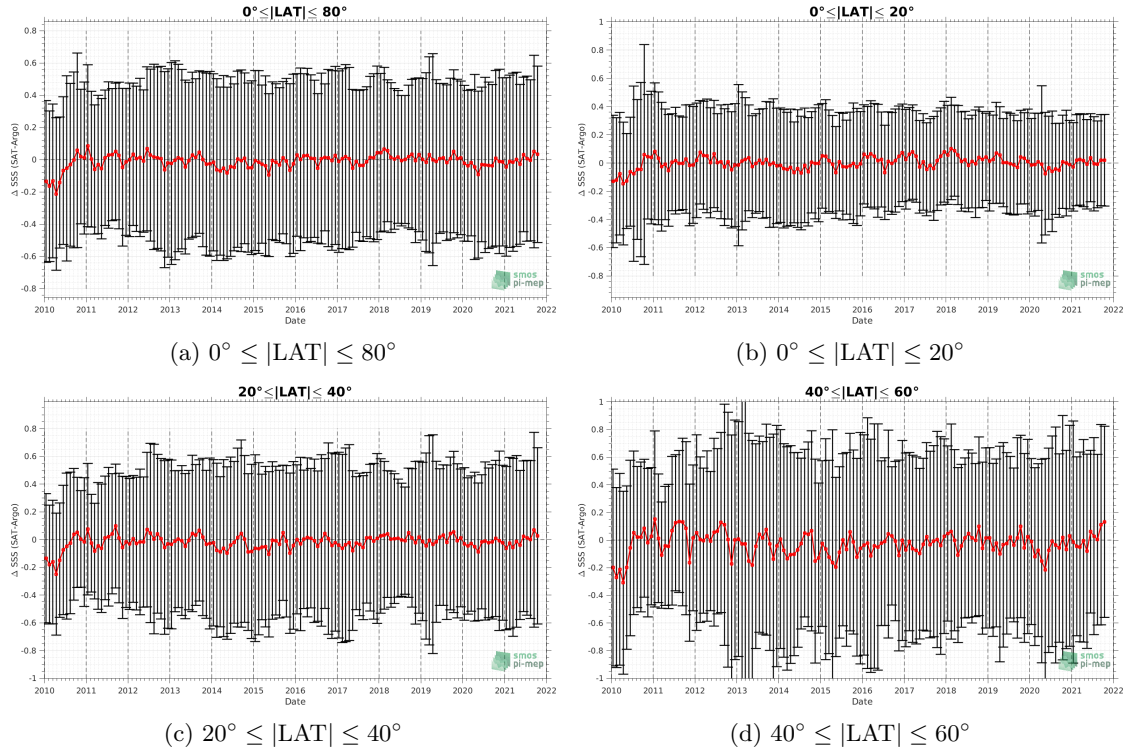 0°≤|LAT|≤ 80°
Δ SSS (SAT-Argo)
0.8
0.6
0.4
0.2
0
-0.2
-0.4
-0.6
-0.8
2010 2011 2012 2013 2014 2015 2016 2017 2018 2019 2020 2021 2022
Date
smos
pi-mep
(a) 0° ≤ |LAT| ≤ 80°
0°≤|LAT|≤ 20°
Δ SSS (SAT-Argo)
1
0.8
0.6
0.4
0.2
0
-0.2
-0.4
-0.6
-0.8
2010 2011 2012 2013 2014 2015 2016 2017 2018 2019 2020 2021 2022
Date
smos
pi-mep
(b) 0° ≤ |LAT| ≤ 20°
20°≤|LAT|≤ 40°
Δ SSS (SAT-Argo)
0.8
0.6
0.4
0.2
0
-0.2
-0.4
-0.6
-0.8
-1
2010 2011 2012 2013 2014 2015 2016 2017 2018 2019 2020 2021 2022
Date
smos
pi-mep
(c) 20° ≤ |LAT| ≤ 40°
40°≤|LAT|≤ 60°
Δ SSS (SAT-Argo)
1
0.8
0.6
0.4
0.2
0
-0.2
-0.4
-0.6
-0.8
-1
2010 2011 2012 2013 2014 2015 2016 2017 2018 2019 2020 2021 2022
Date
smos
pi-mep
(d) 40° ≤ |LAT| ≤ 60°